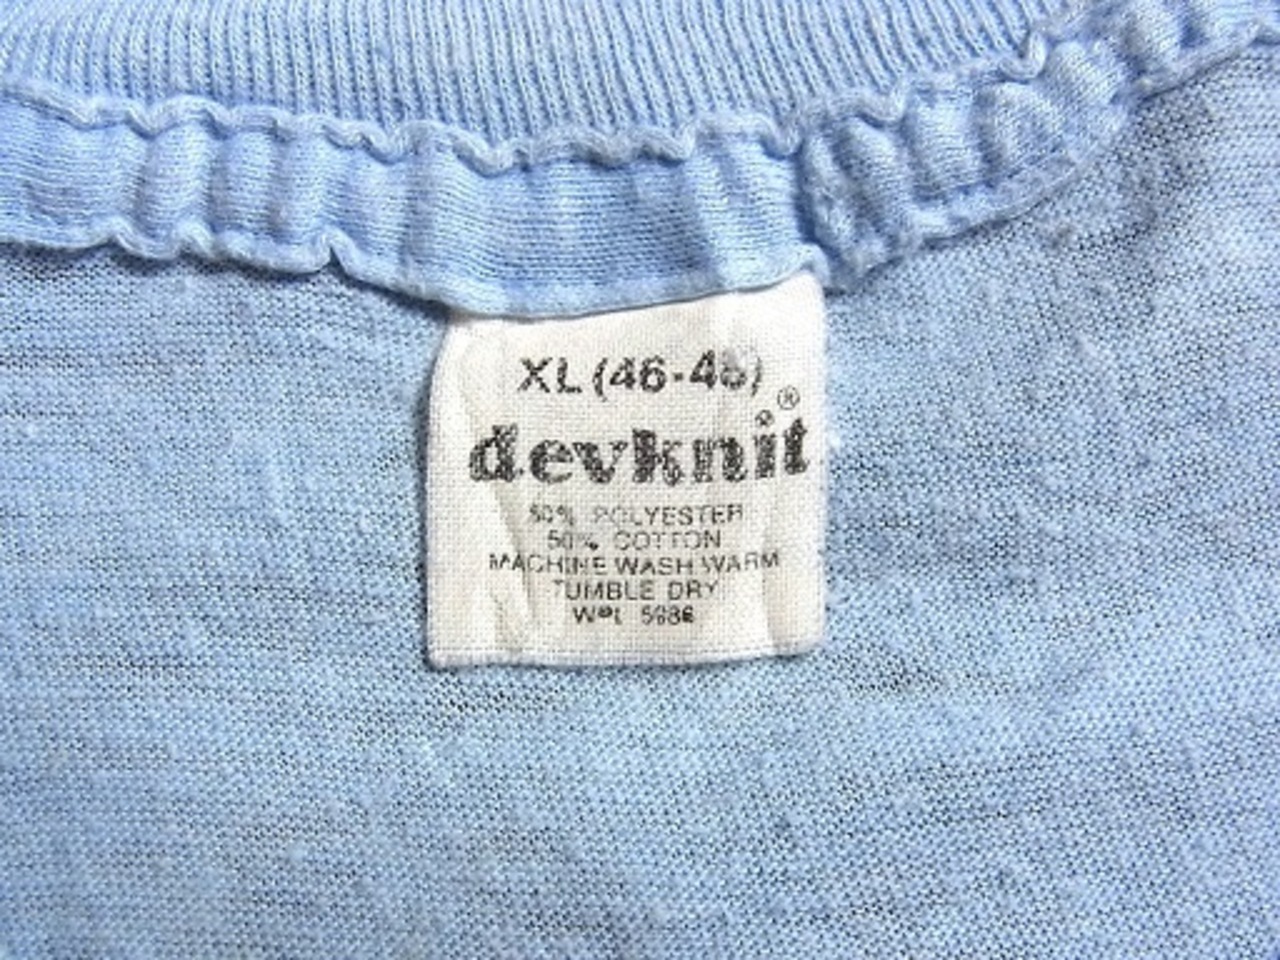 XL (46-48)
devknit®
50% POLYESTER
50% COTTON
MACHINE WASH WARM
TUMBLE DRY